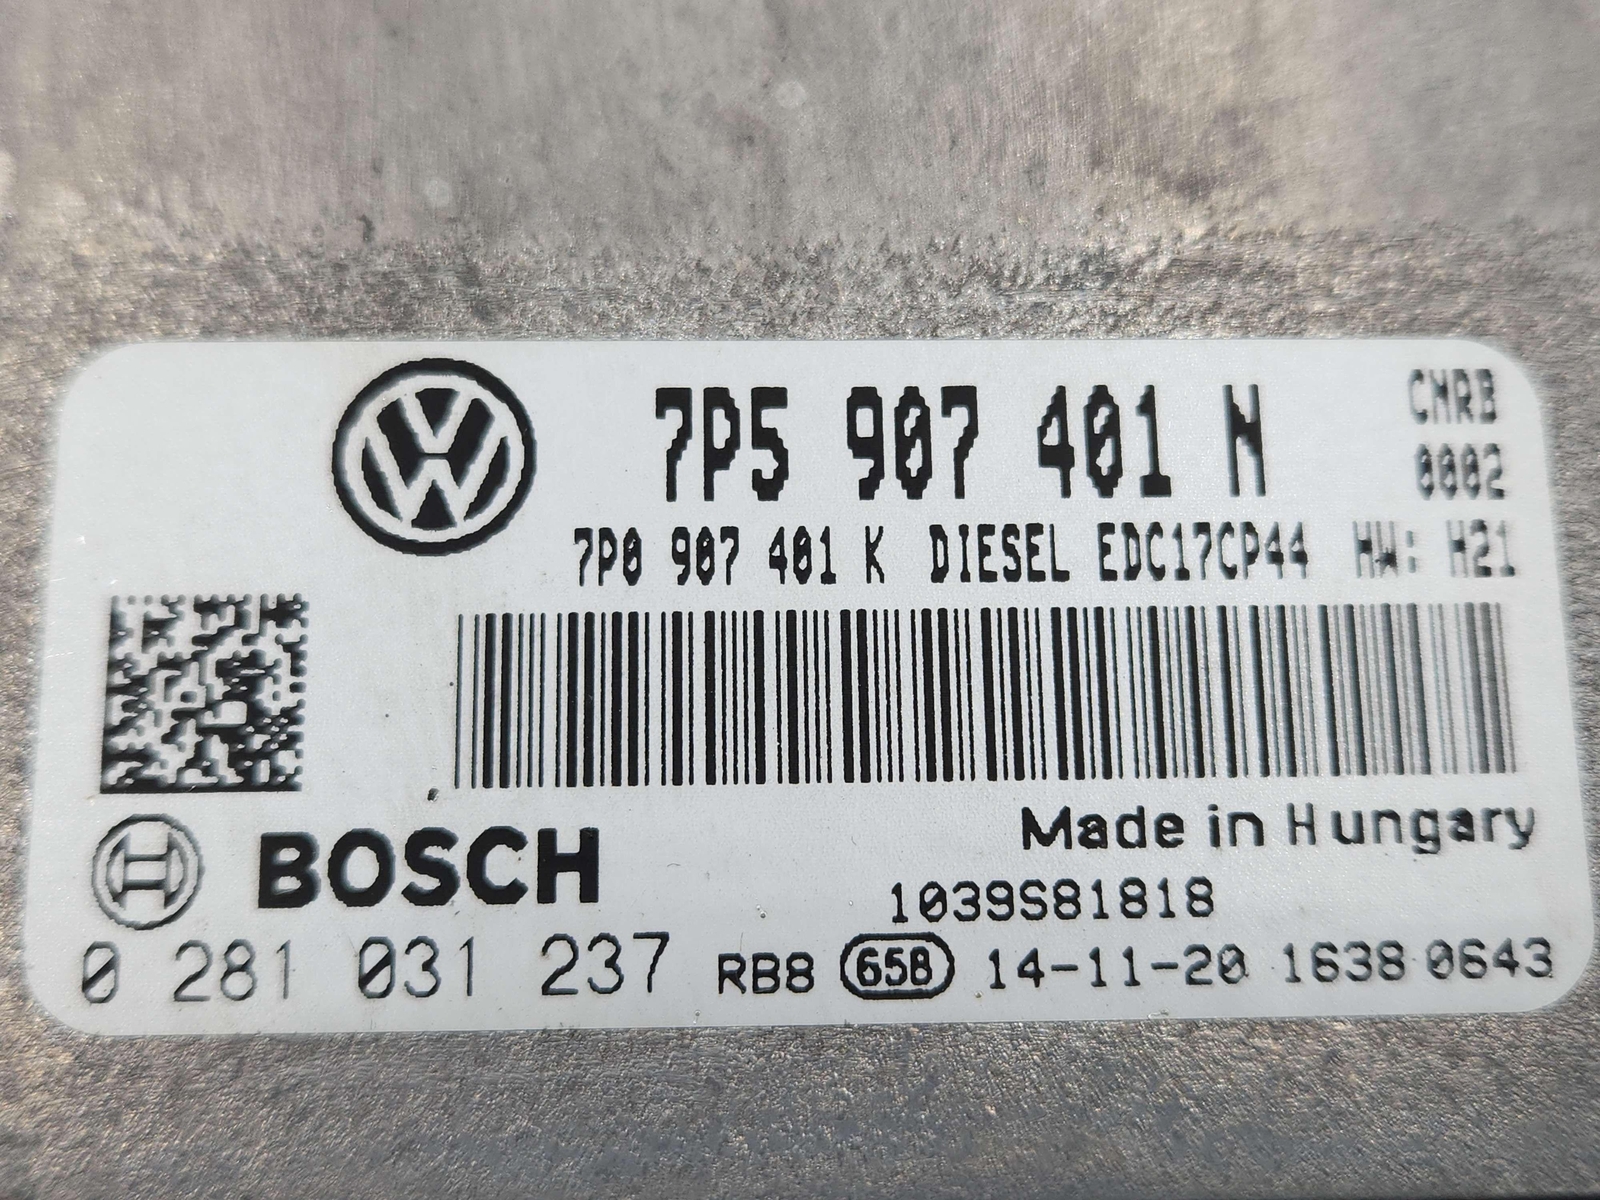 7P5 907 401 N CNRB
0002
7P0 907 401 K DIESEL EDC17CP44 HW: H21
Made in Hungary
BOSCH
1039S81818
0 281 031 237 RB8 658 14-11-20 1638 0643